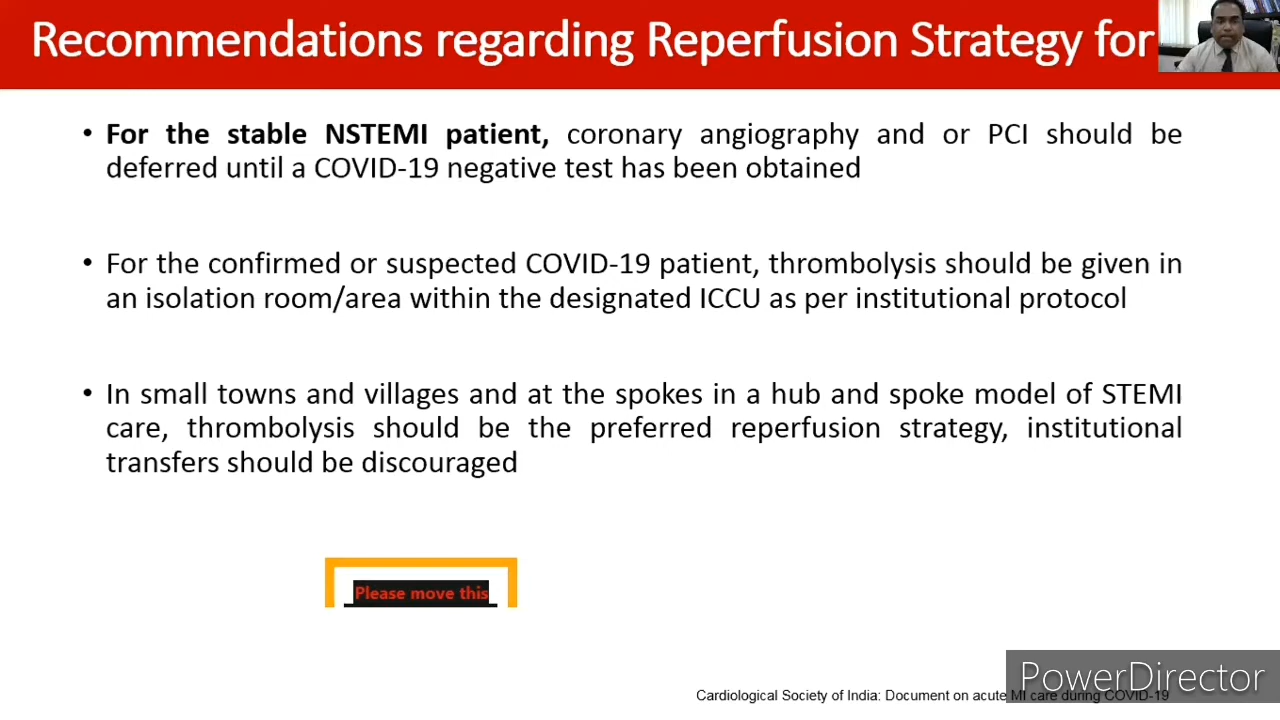 Recommendations regarding Reperfusion Strategy for
• For the stable NSTEMI patient, coronary angiography and or PCI should be
deferred until a COVID-19 negative test has been obtained
• For the confirmed or suspected COVID-19 patient, thrombolysis should be given in
an isolation room/area within the designated ICCU as per institutional protocol
• In small towns and villages and at the spokes in a hub and spoke model of STEMI
care, thrombolysis should be the preferred reperfusion strategy, institutional
transfers should be discouraged
Please move this
PowerDirector
Cardiological Society of India: Document on acute MI care during COVID-19